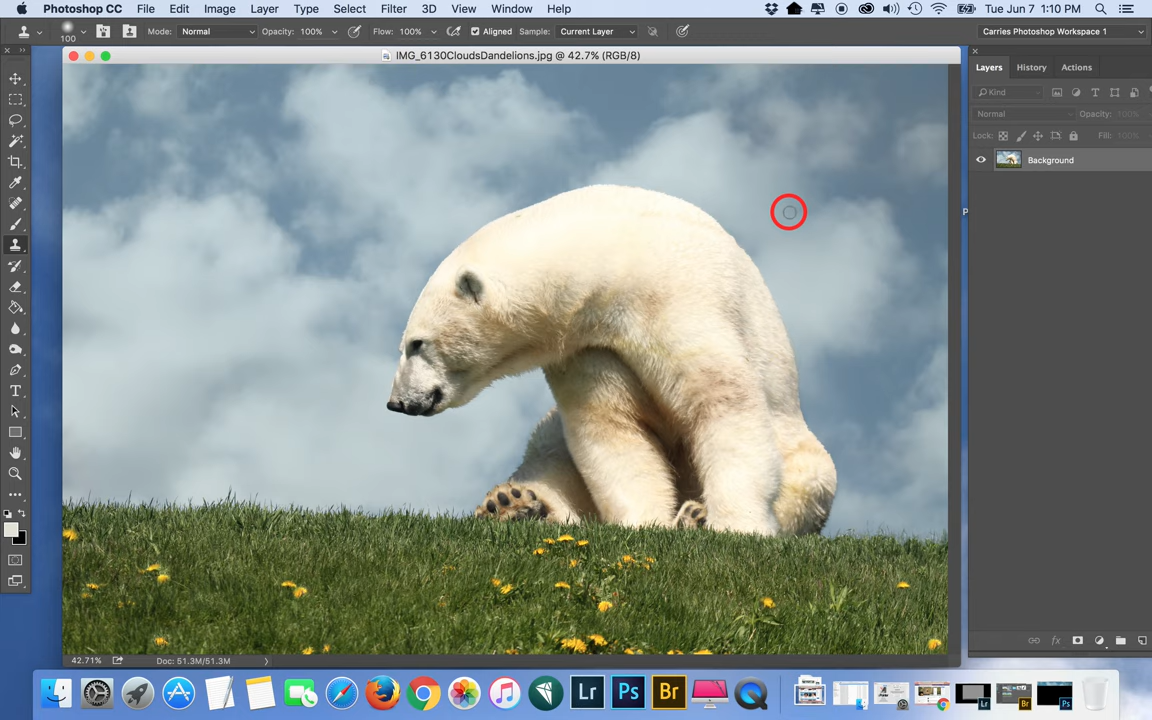 Photoshop CC File Edit Image Layer Type Select Filter 3D View Window Help Tue Jun 7 1:10 PM
100 Mode: Normal Opacity: 100% Flow: 100% Aligned Sample: Current Layer Carries Photoshop Workspace 1
IMG_6130CloudsDandelions.jpg @ 42.7% (RGB/8)
Layers History Actions
Kind
Normal Opacity: 100%
Lock: Fill: 100%
Background
P
42.71% Doc: 51.3M/51.3M
Lr Ps Br